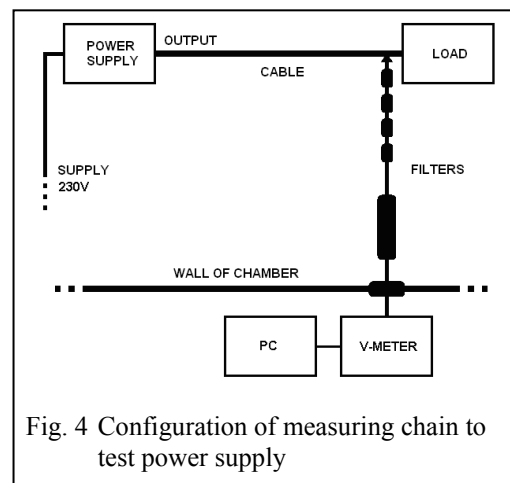 POWER
SUPPLY
OUTPUT
CABLE
LOAD
SUPPLY
230V
FILTERS
WALL OF CHAMBER
PC
V-METER
Fig. 4 Configuration of measuring chain to
test power supply